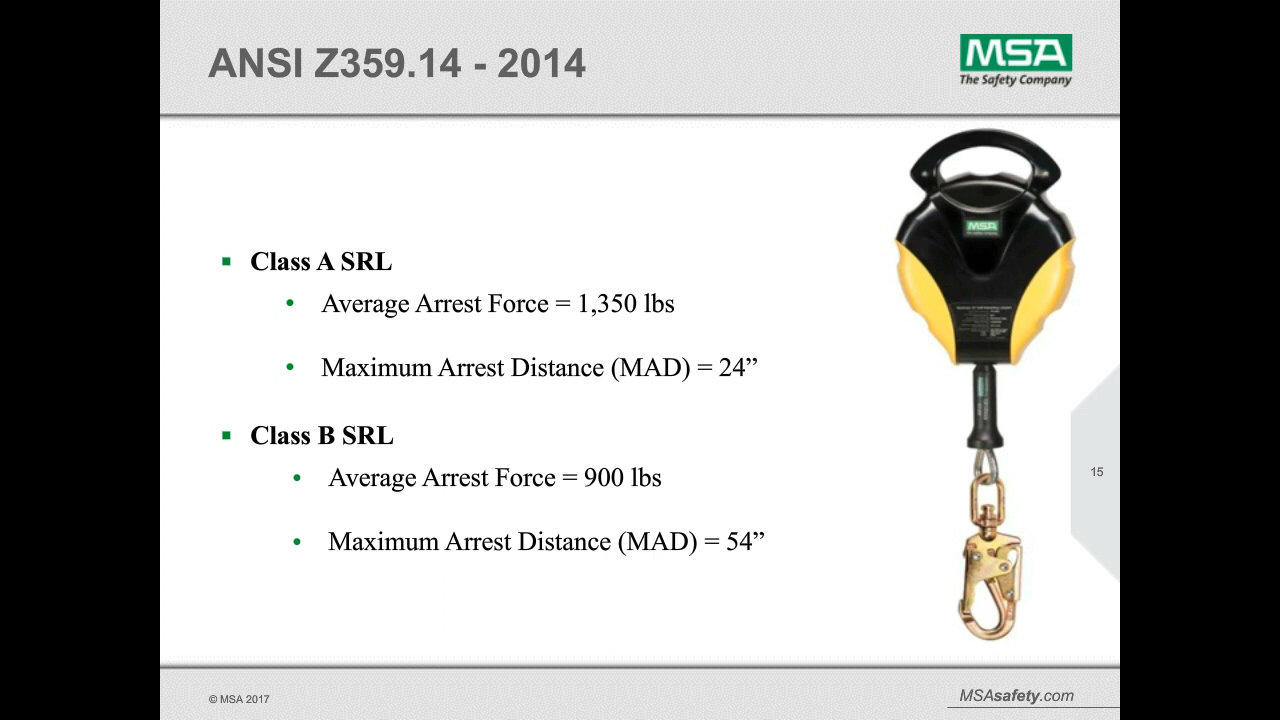 ANSI Z359.14 - 2014
MSA
The Safety Company
MSA
▪ Class A SRL
• Average Arrest Force = 1,350 lbs
• Maximum Arrest Distance (MAD) = 24”
▪ Class B SRL
• Average Arrest Force = 900 lbs
• Maximum Arrest Distance (MAD) = 54”
15
© MSA 2017
MSAsafety.com